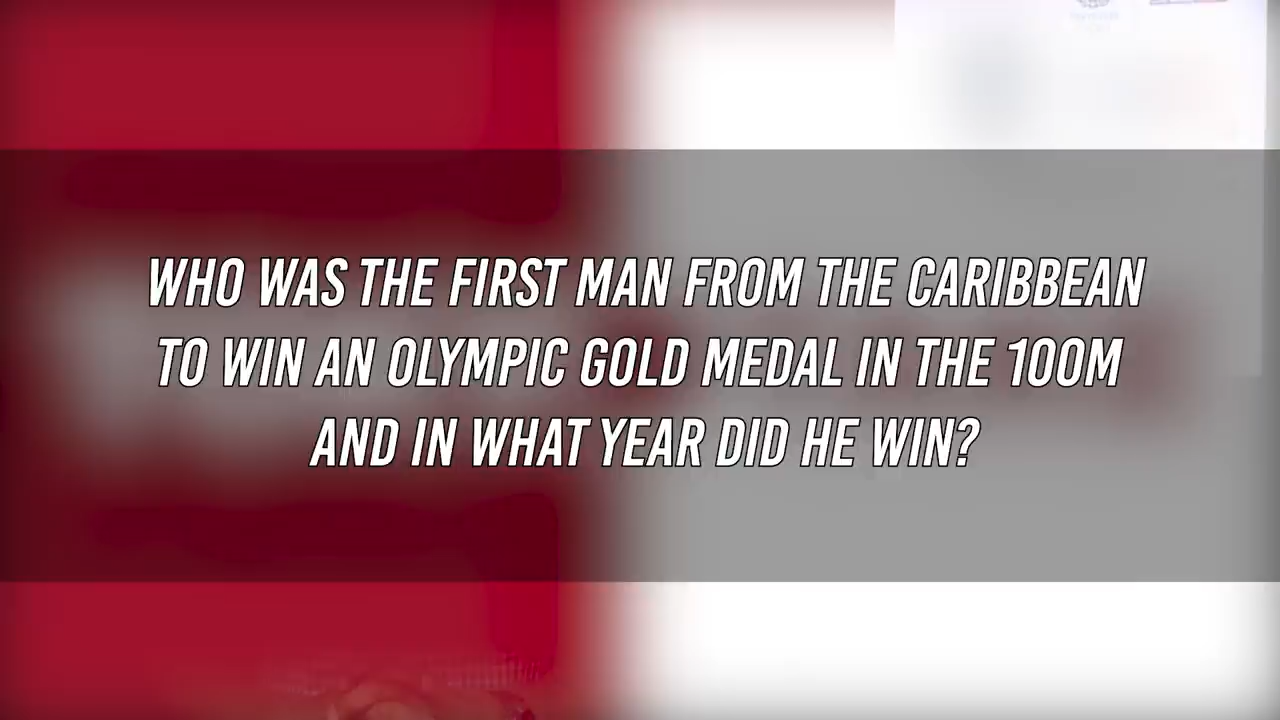 WHO WAS THE FIRST MAN FROM THE CARIBBEAN
TO WIN AN OLYMPIC GOLD MEDAL IN THE 100M
AND IN WHAT YEAR DID HE WIN?